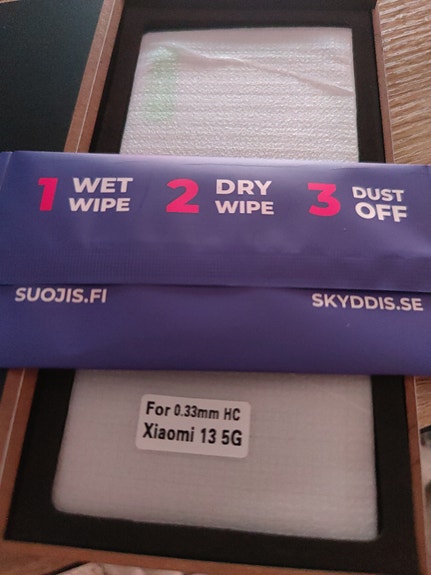 1 WET WIPE
2 DRY WIPE
3 DUST OFF
SUOJIS.FI
SKYDDIS.SE
For 0.33mm HC
Xiaomi 13 5G